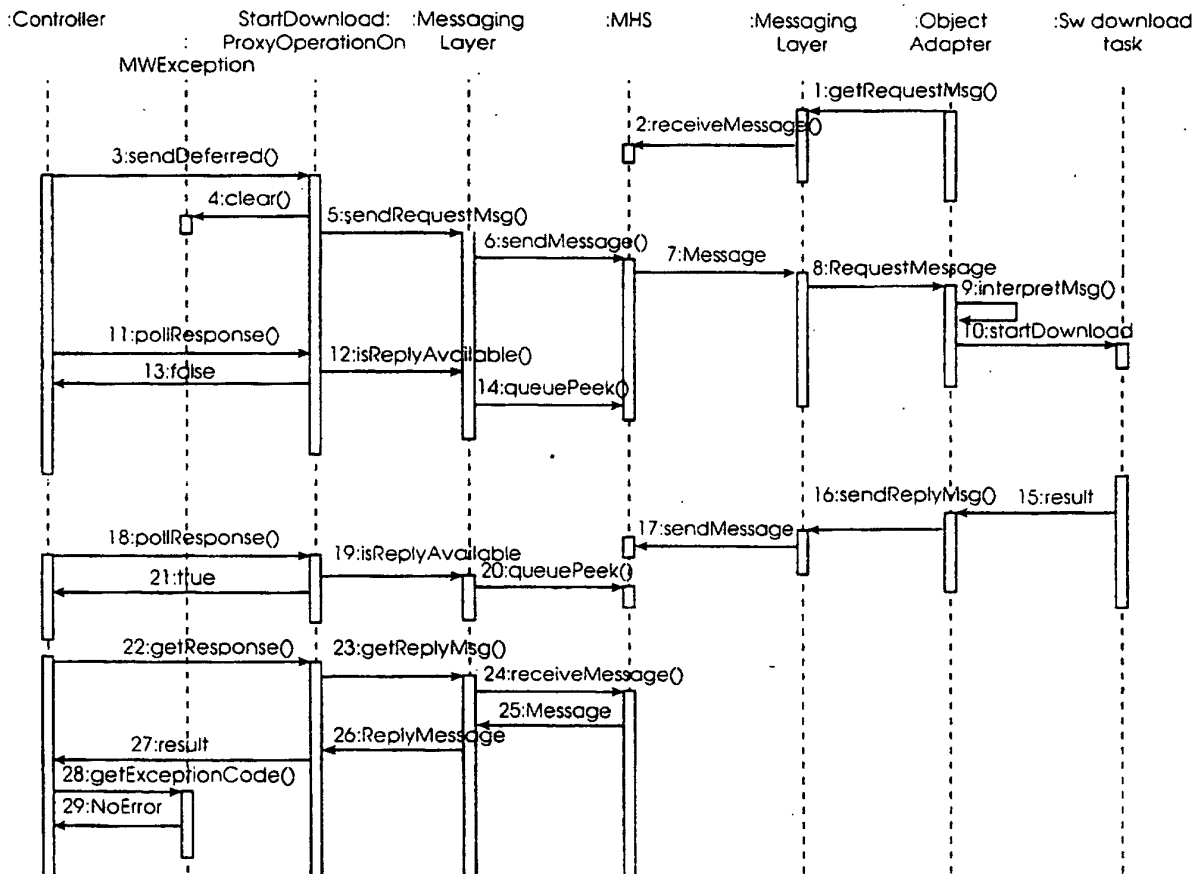 :Controller
:
MWException
StartDownload:
ProxyOperationOn
:Messaging
Layer
:MHS
:Messaging
Layer
:Object
Adapter
:Sw download
task
1:getRequestMsg()
2:receiveMessage()
3:sendDeferred()
4:clear()
5:sendRequestMsg()
6:sendMessage()
7:Message
8:RequestMessage
9:interpretMsg()
10:startDownload
11:pollResponse()
12:isReplyAvailable()
13:false
14:queuePeek()
15:result
16:sendReplyMsg()
17:sendMessage
18:pollResponse()
19:isReplyAvailable
20:queuePeek()
21:true
22:getResponse()
23:getReplyMsg()
24:receiveMessage()
25:Message
26:ReplyMessage
27:result
28:getExceptionCode()
29:NoError